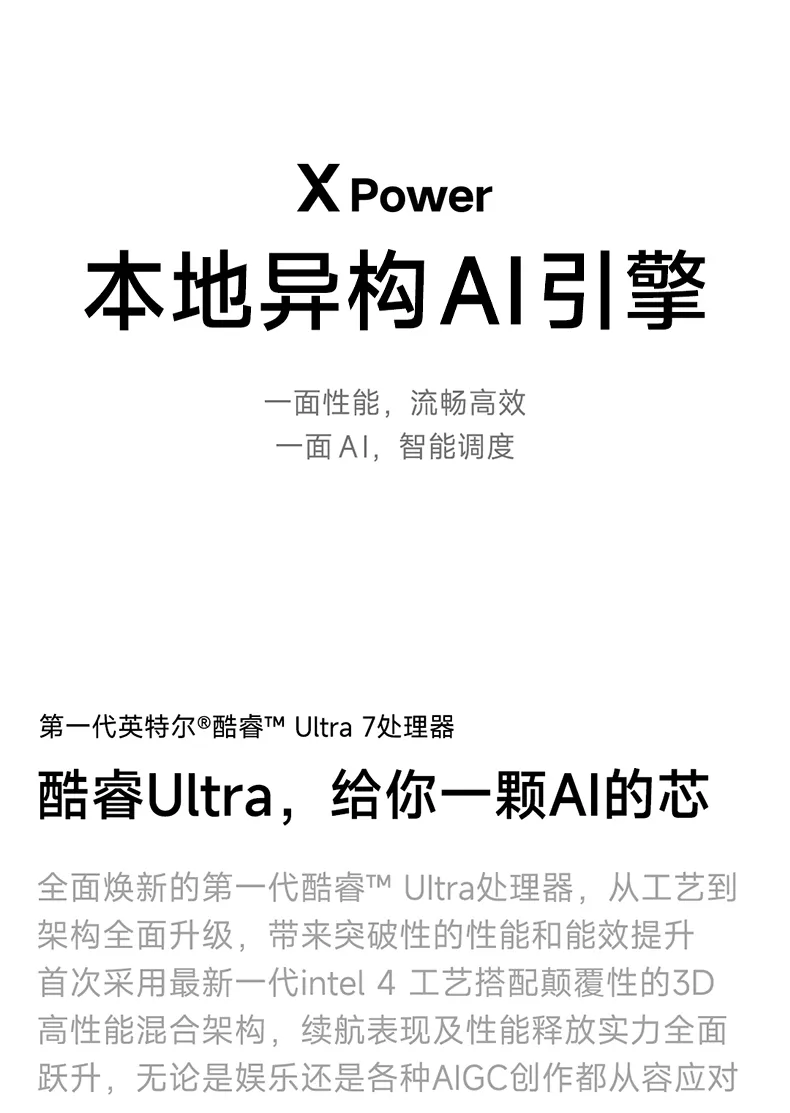 X Power
本地异构AI引擎
一面性能，流畅高效
一面AI，智能调度
第一代英特尔®酷睿™ Ultra 7处理器
酷睿Ultra，给你一颗AI的芯
全面焕新的第一代酷睿™ Ultra处理器，从工艺到
架构全面升级，带来突破性的性能和能效提升
首次采用最新一代intel 4 工艺搭配颠覆性的3D
高性能混合架构，续航表现及性能释放实力全面
跃升，无论是娱乐还是各种AIGC创作都从容应对